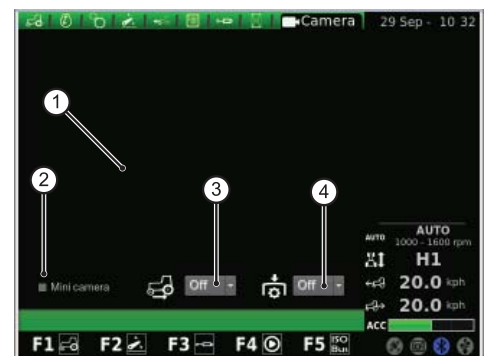 Camera 29 Sep - 10 32
1
2
3
4
Mini camera
Off
Off
AUTO
AUTO
1000 - 1600 rpm
H1
20.0 kph
20.0 kph
ACC
F1 F2 F3 F4 F5 ISO Bus